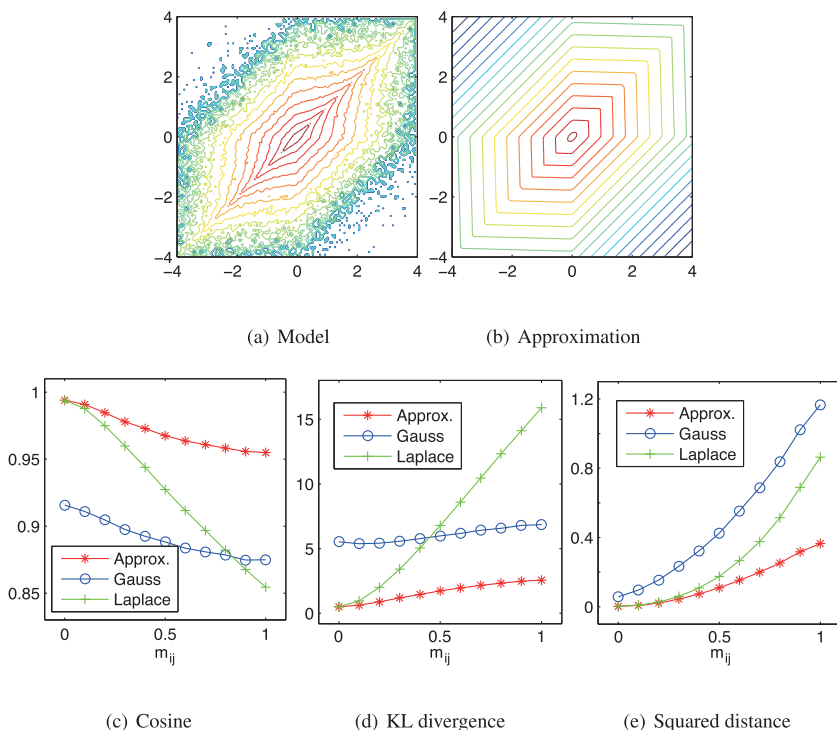 4
2
0
−2
−4
−4
−2
0
2
4
4
2
0
−2
−4
−4
−2
0
2
4
(a) Model
(b) Approximation
1
0.95
0.9
0.85
Approx.
Gauss
Laplace
0
0.5
1
m_ij
15
10
5
0
Approx.
Gauss
Laplace
0
0.5
1
m_ij
1.2
0.8
0.4
0
Approx.
Gauss
Laplace
0
0.5
1
m_ij
(c) Cosine
(d) KL divergence
(e) Squared distance